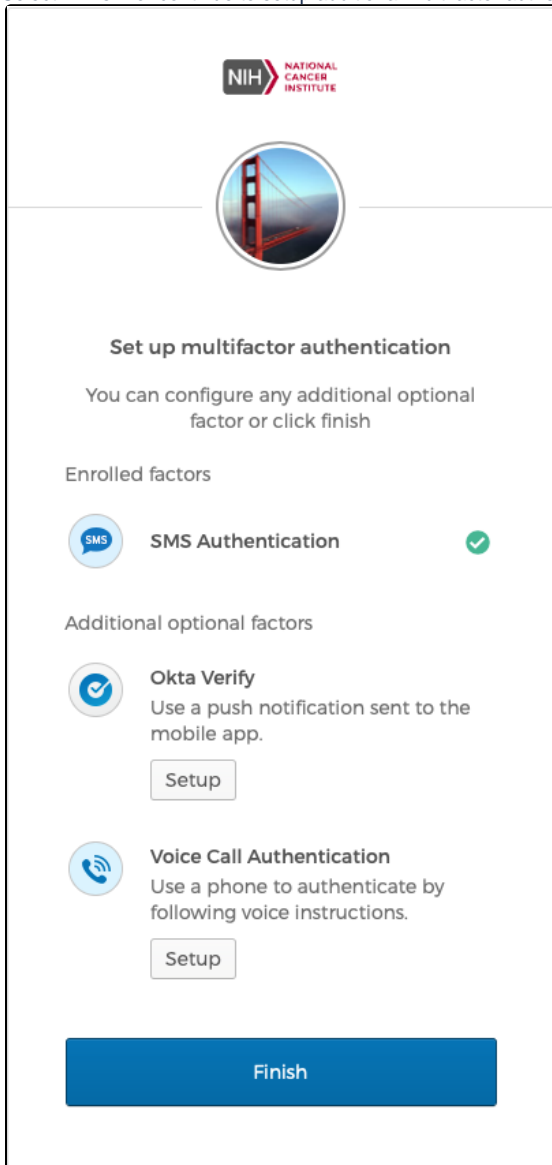 NIH NATIONAL
CANCER
INSTITUTE
Set up multifactor authentication
You can configure any additional optional
factor or click finish
Enrolled factors
SMS SMS Authentication
Additional optional factors
Okta Verify
Use a push notification sent to the
mobile app.
Setup
Voice Call Authentication
Use a phone to authenticate by
following voice instructions.
Setup
Finish